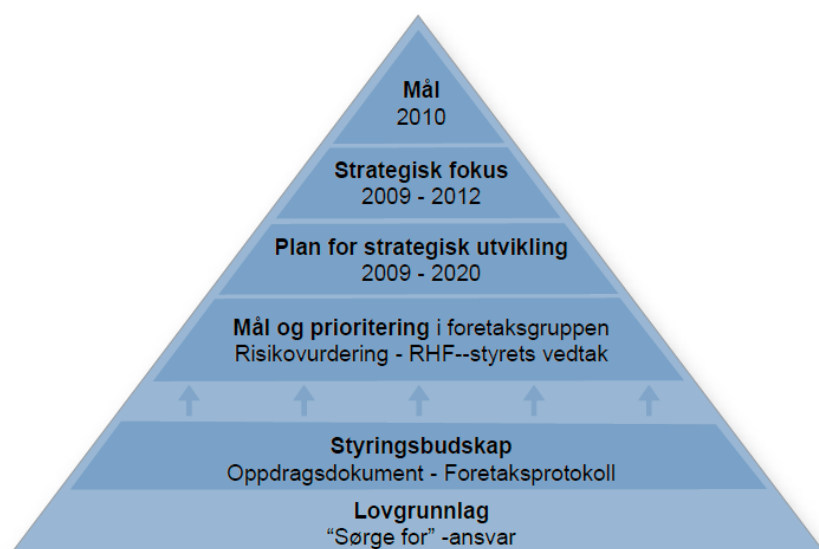 Mål
2010
Strategisk fokus
2009 - 2012
Plan for strategisk utvikling
2009 - 2020
Mål og prioritering i foretaksgruppen
Risikovurdering - RHF--styrets vedtak
Styringsbudskap
Oppdragsdokument - Foretaksprotokoll
Lovgrunnlag
“Sørge for” -ansvar